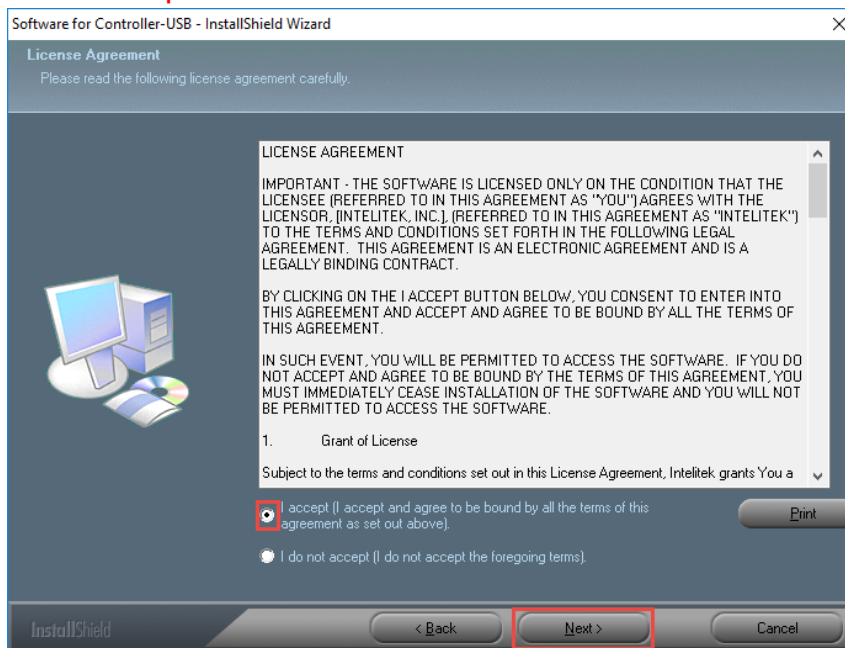 Software for Controller-USB - InstallShield Wizard
License Agreement
Please read the following license agreement carefully.
LICENSE AGREEMENT
IMPORTANT - THE SOFTWARE IS LICENSED ONLY ON THE CONDITION THAT THE
LICENSEE (REFERRED TO IN THIS AGREEMENT AS "YOU") AGREES WITH THE
LICENSOR, [INTELITEK, INC.], (REFERRED TO IN THIS AGREEMENT AS "INTELITEK")
TO THE TERMS AND CONDITIONS SET FORTH IN THE FOLLOWING LEGAL
AGREEMENT. THIS AGREEMENT IS AN ELECTRONIC AGREEMENT AND IS A
LEGALLY BINDING CONTRACT.
BY CLICKING ON THE I ACCEPT BUTTON BELOW, YOU CONSENT TO ENTER INTO
THIS AGREEMENT AND ACCEPT AND AGREE TO BE BOUND BY ALL THE TERMS OF
THIS AGREEMENT.
IN SUCH EVENT, YOU WILL BE PERMITTED TO ACCESS THE SOFTWARE. IF YOU DO
NOT ACCEPT AND AGREE TO BE BOUND BY THE TERMS OF THIS AGREEMENT, YOU
MUST IMMEDIATELY CEASE INSTALLATION OF THE SOFTWARE AND YOU WILL NOT
BE PERMITTED TO ACCESS THE SOFTWARE.
1. Grant of License
Subject to the terms and conditions set out in this License Agreement, Intelitek grants You a
I accept (I accept and agree to be bound by all the terms of this
agreement as set out above).
Print
I do not accept (I do not accept the foregoing terms).
InstallShield
< Back
Next >
Cancel